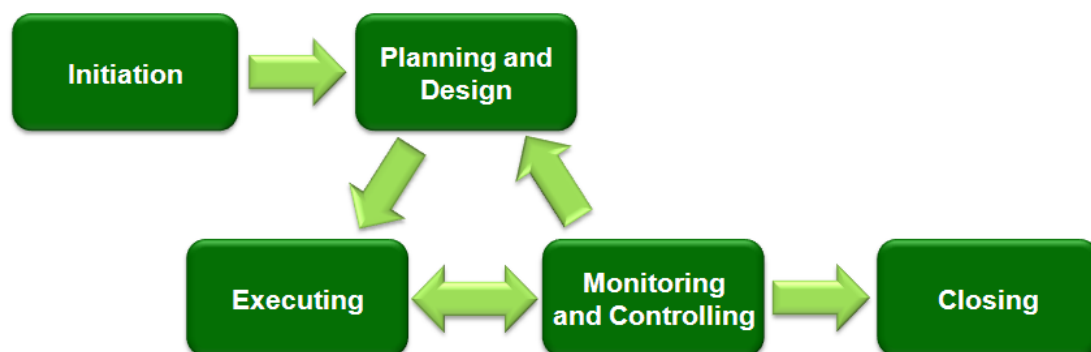 Initiation
Planning and
Design
Executing
Monitoring
and Controlling
Closing